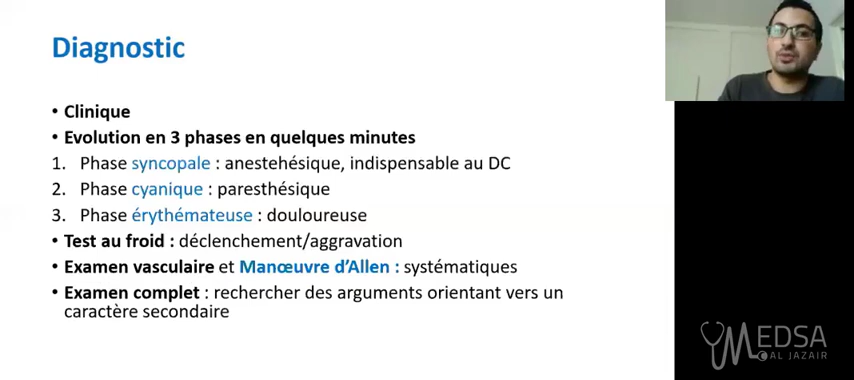 Diagnostic
• Clinique
• Evolution en 3 phases en quelques minutes
1. Phase syncopale : anestehésique, indispensable au DC
2. Phase cyanique : paresthésique
3. Phase érythémateuse : douloureuse
• Test au froid : déclenchement/aggravation
• Examen vasculaire et Manœuvre d’Allen : systématiques
• Examen complet : rechercher des arguments orientant vers un
caractère secondaire
MEDSA
AL JAZAIR